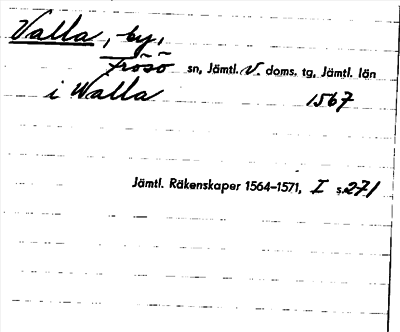 Valla, by,
Frösö sn, Jämtl. V. doms. tg, Jämtl. län
i Walla 1567
Jämtl. Räkenskaper 1564–1571, I s. 271